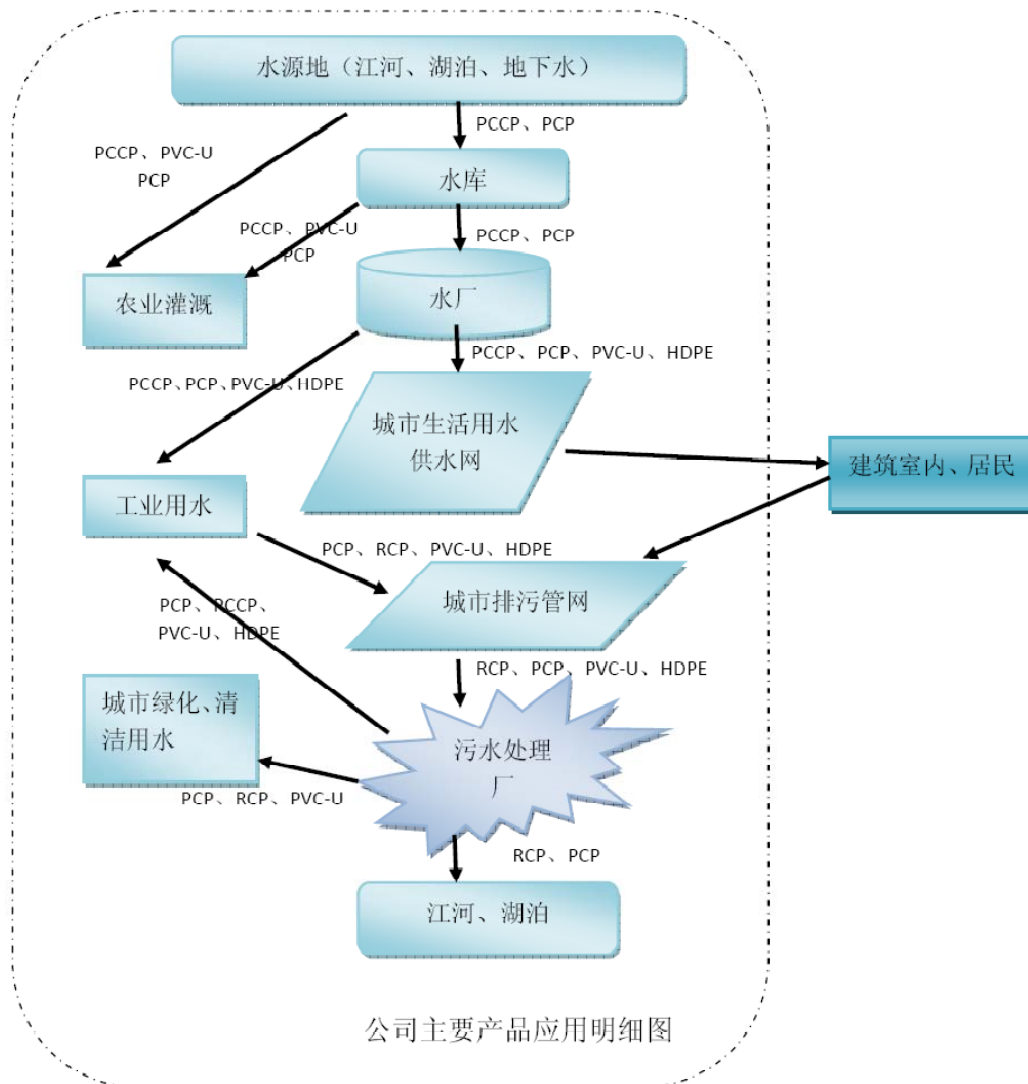 水源地（江河、湖泊、地下水）
PCCP、PCP
PCCP、PVC-U
PCP
水库
PCCP、PVC-U
PCP
PCCP、PCP
农业灌溉
水厂
PCCP、PCP、PVC-U、HDPE
PCCP、PCP、PVC-U、HDPE
城市生活用水
供水网
建筑室内、居民
工业用水
PCP、RCP、PVC-U、HDPE
城市排污管网
PCP、PCCP、
PVC-U、HDPE
RCP、PCP、PVC-U、HDPE
城市绿化、清
洁用水
污水处理
厂
PCP、RCP、PVC-U
RCP、PCP
江河、湖泊
公司主要产品应用明细图